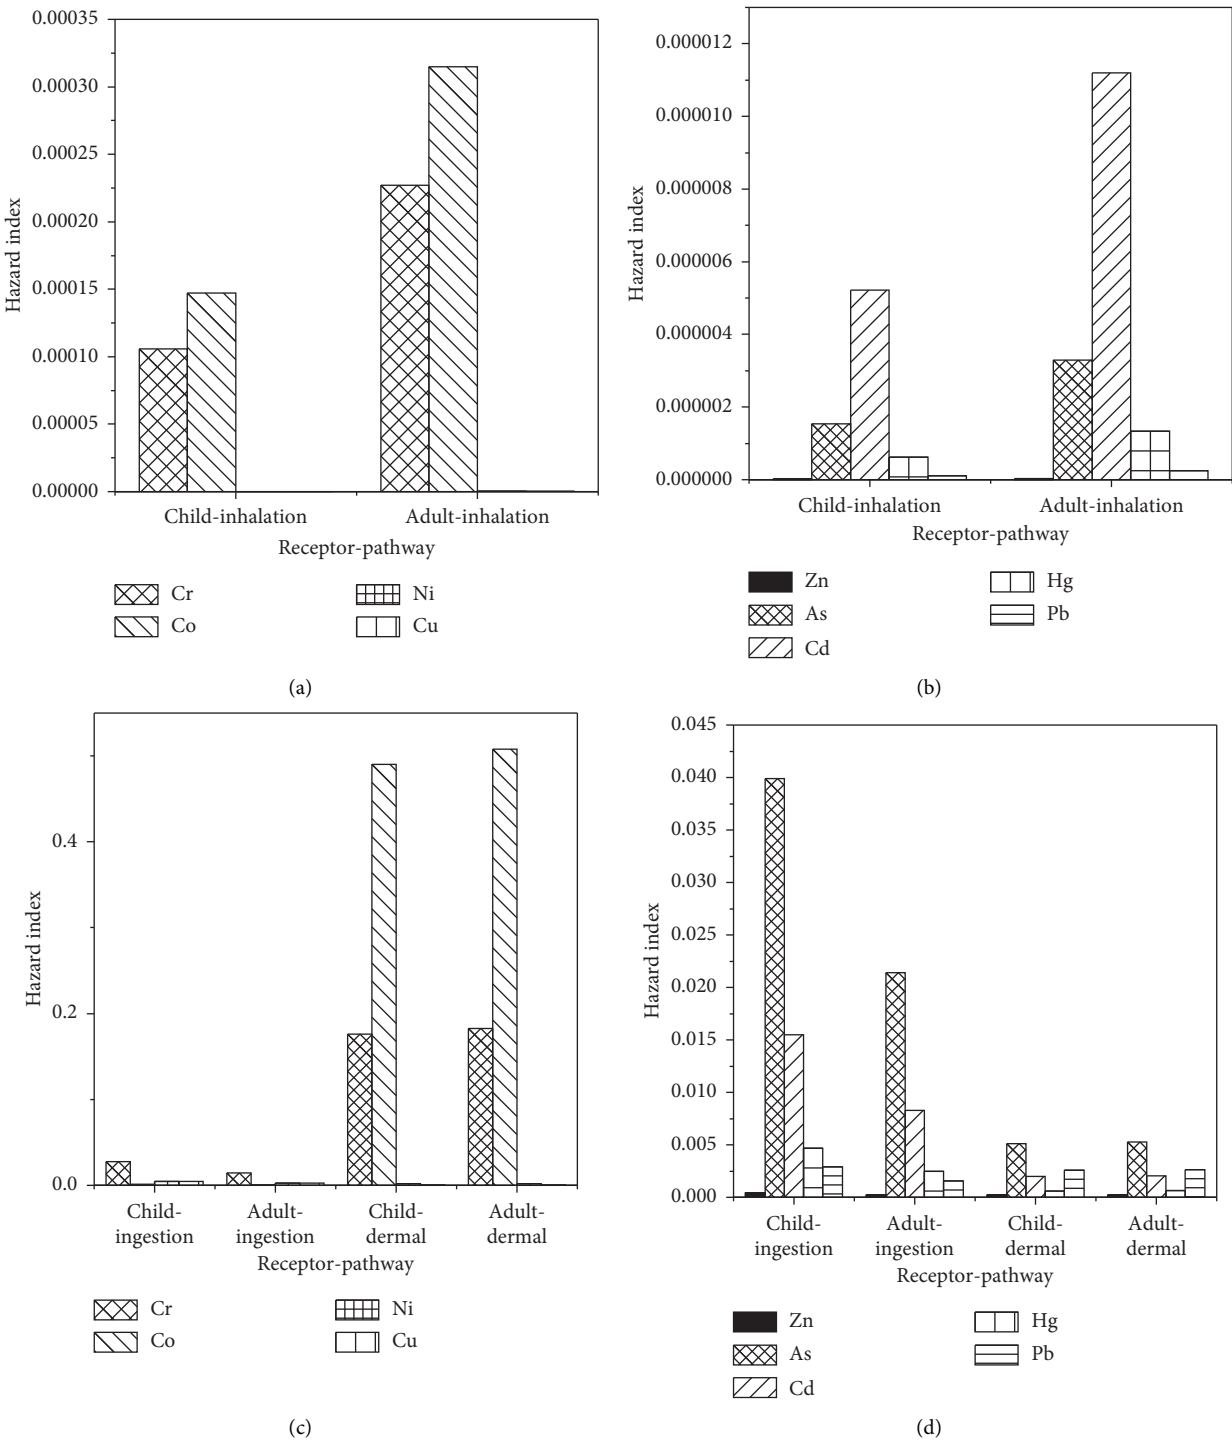 0.00035
0.00030
0.00025
0.00020
0.00015
0.00010
0.00005
0.00000
Hazard index
Child-inhalation Adult-inhalation
Receptor-pathway
Cr Ni
Co Cu
(a)
0.000012
0.000010
0.000008
0.000006
0.000004
0.000002
0.000000
Hazard index
Child-inhalation Adult-inhalation
Receptor-pathway
Zn Hg
As Pb
Cd
(b)
0.4
0.2
0.0
Hazard index
Child- Adult- Child- Adult-
ingestion ingestion dermal dermal
Receptor-pathway
Cr Ni
Co Cu
(c)
0.045
0.040
0.035
0.030
0.025
0.020
0.015
0.010
0.005
0.000
Hazard index
Child- Adult- Child- Adult-
ingestion ingestion dermal dermal
Receptor-pathway
Zn Hg
As Pb
Cd
(d)